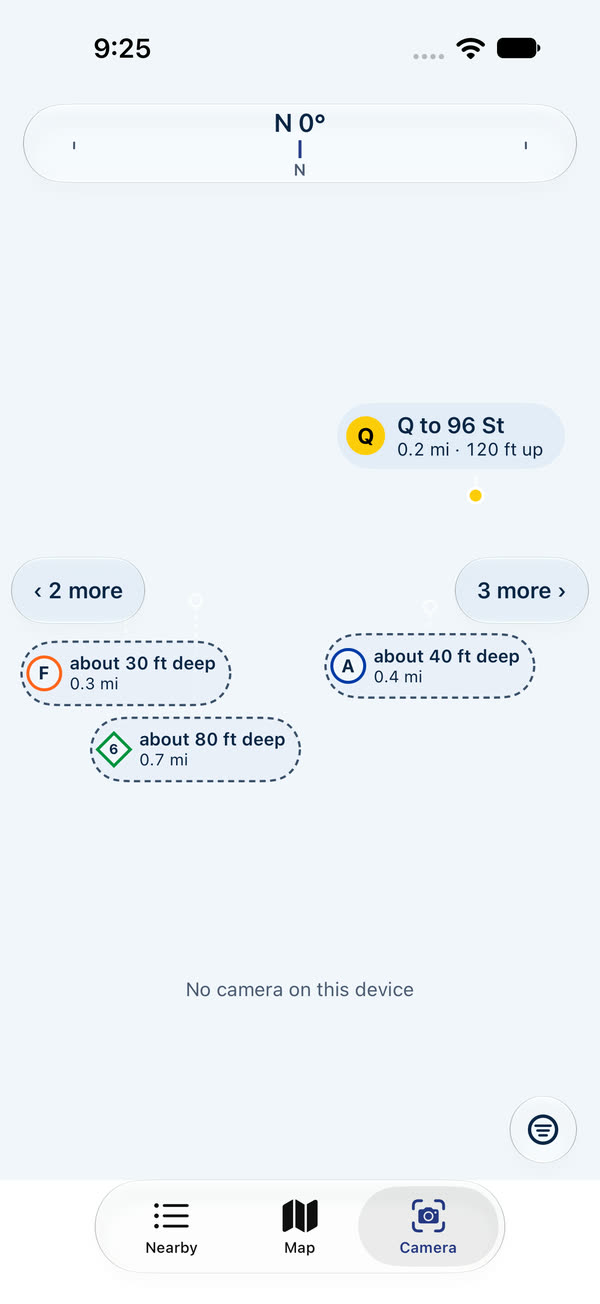 9:25
N 0°
N
Q
Q to 96 St
0.2 mi · 120 ft up
‹ 2 more
3 more ›
F
about 30 ft deep
0.3 mi
A
about 40 ft deep
0.4 mi
6
about 80 ft deep
0.7 mi
No camera on this device
Nearby
Map
Camera